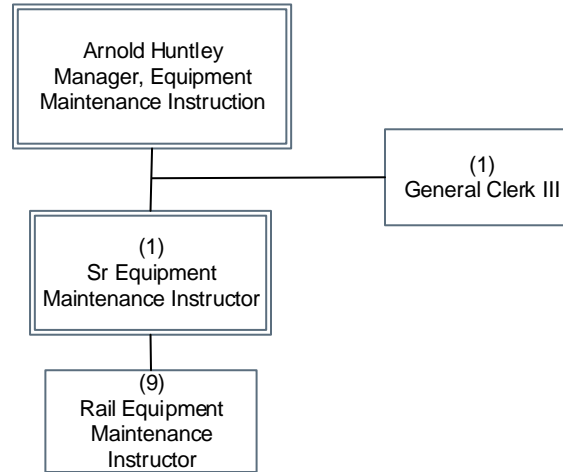 Arnold Huntley
Manager, Equipment
Maintenance Instruction
(1)
General Clerk III
(1)
Sr Equipment
Maintenance Instructor
(9)
Rail Equipment
Maintenance
Instructor